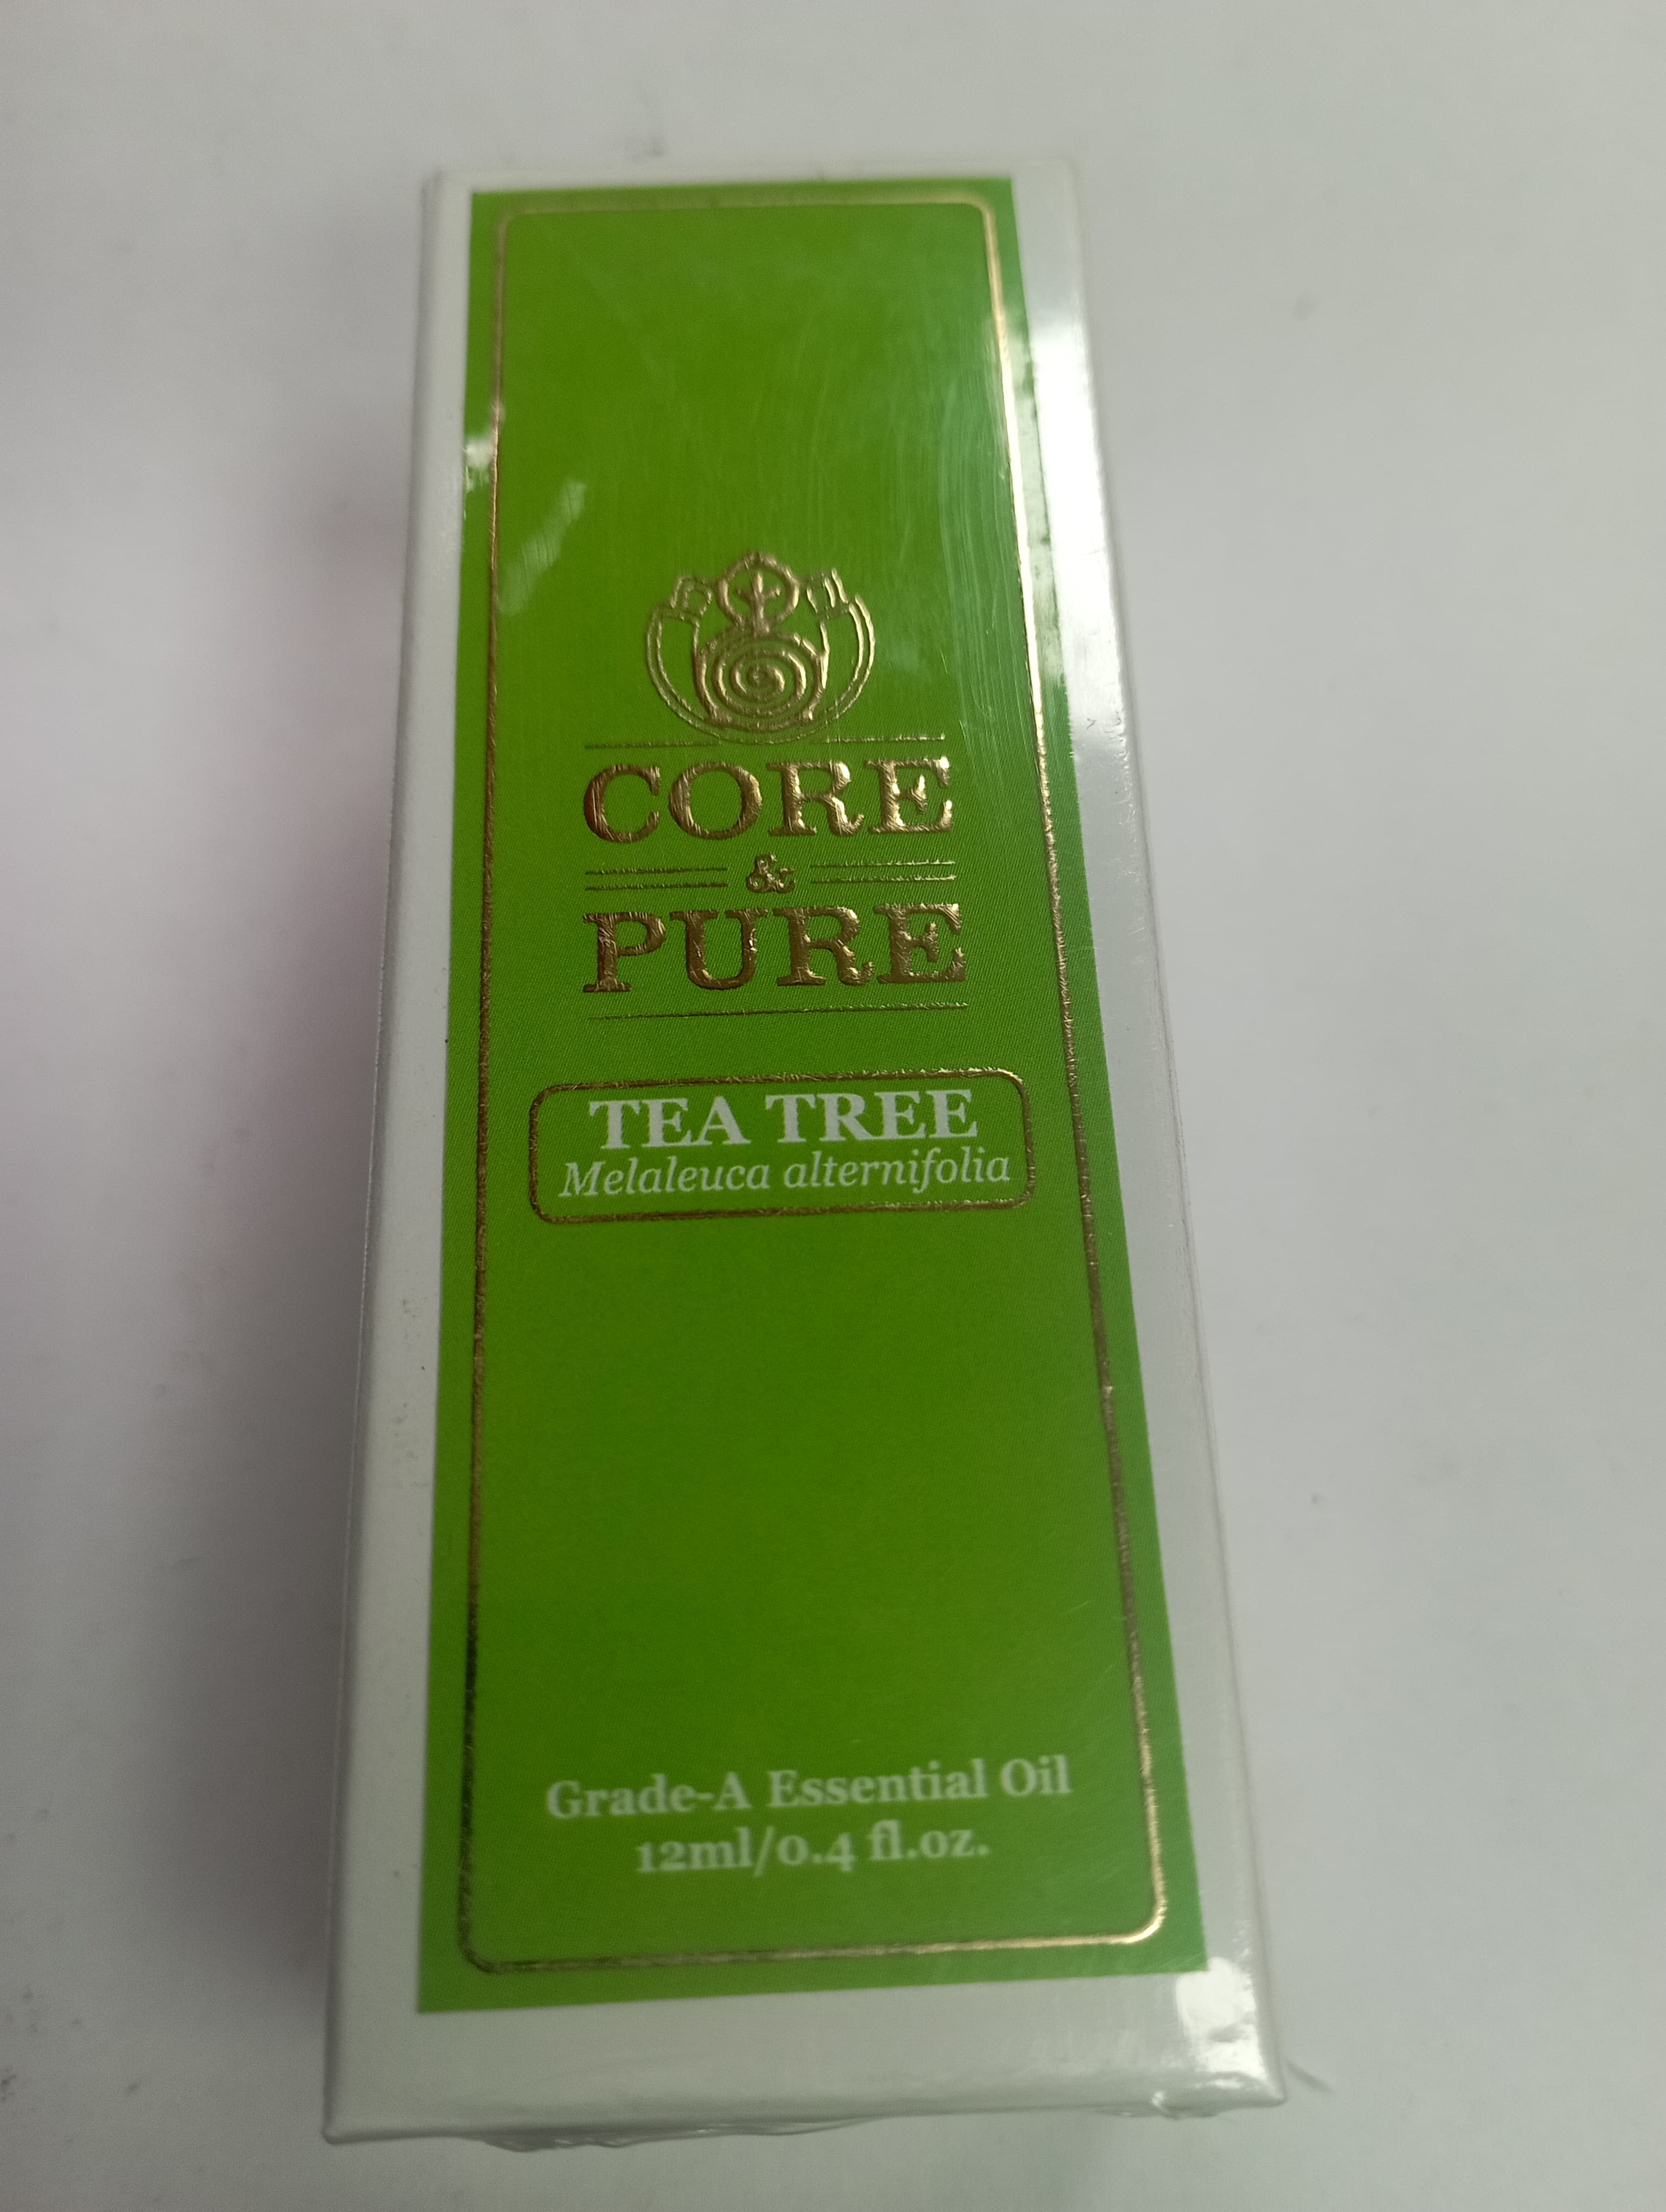 CORE
&
PURE
TEA TREE
Melaleuca alternifolia
Grade-A Essential Oil
12ml/0.4 fl.oz.